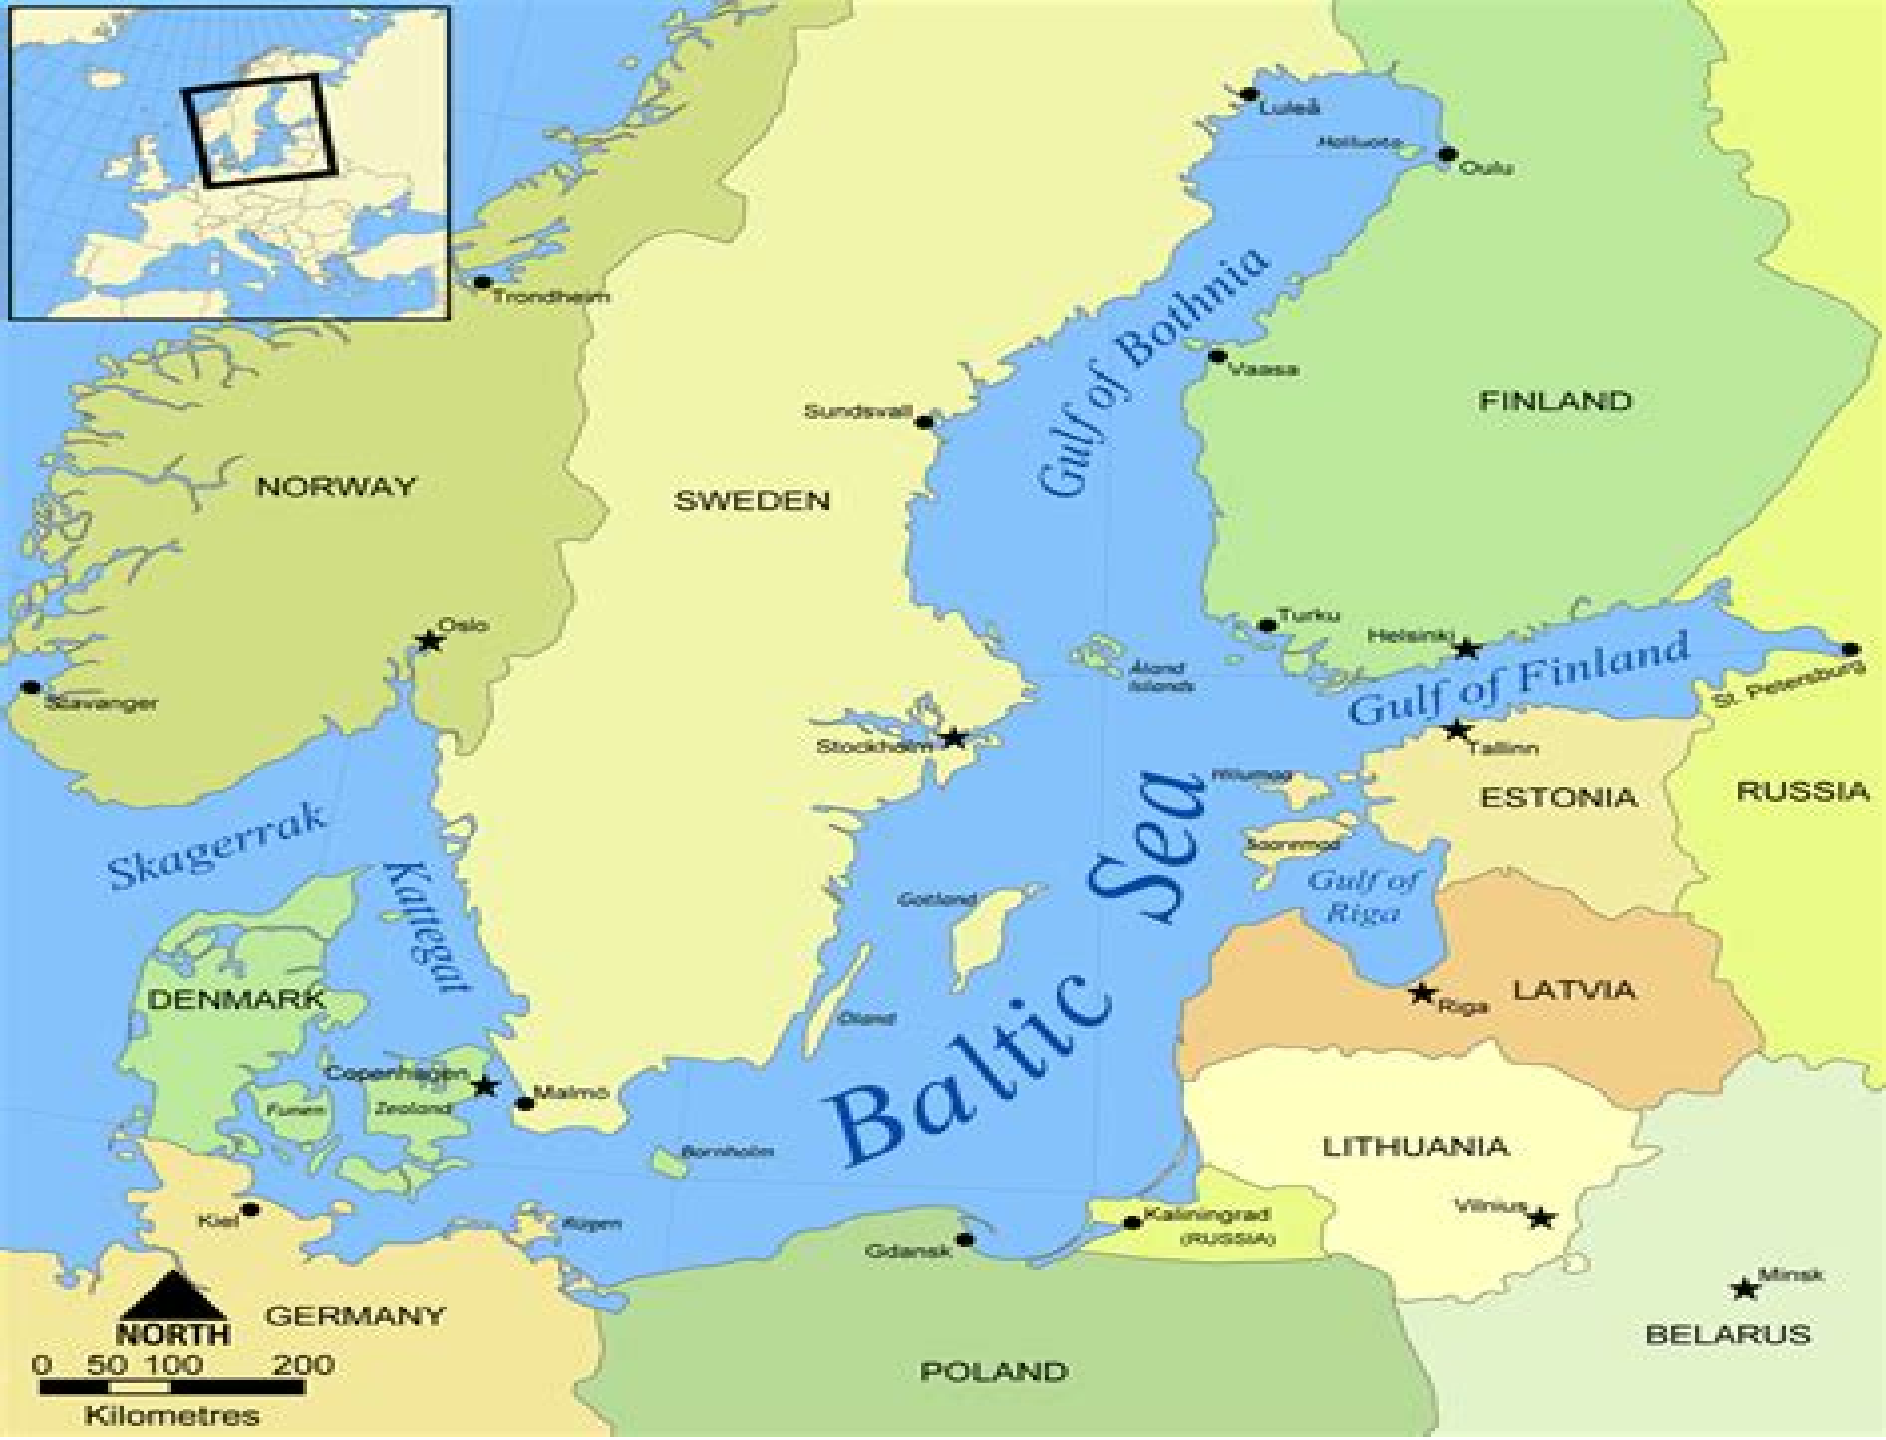 Luleå
Hailuoto
Oulu
Trondheim
Gulf of Bothnia
Vaasa
FINLAND
Sundsvall
NORWAY
SWEDEN
Oslo
Turku
Helsinki
Åland
Islands
Gulf of Finland
St. Petersburg
Stavanger
Stockholm
Tallinn
Hiiumaa
ESTONIA
RUSSIA
Skagerrak
Kattegat
Saaremaa
Gulf of
Riga
Gotland
Baltic Sea
DENMARK
Öland
Riga
LATVIA
Copenhagen
Malmö
Funen
Zealand
Bornholm
LITHUANIA
Kiel
Rügen
Gdansk
Kaliningrad
(RUSSIA)
Vilnius
Minsk
NORTH
GERMANY
BELARUS
POLAND
0 50 100 200
Kilometres